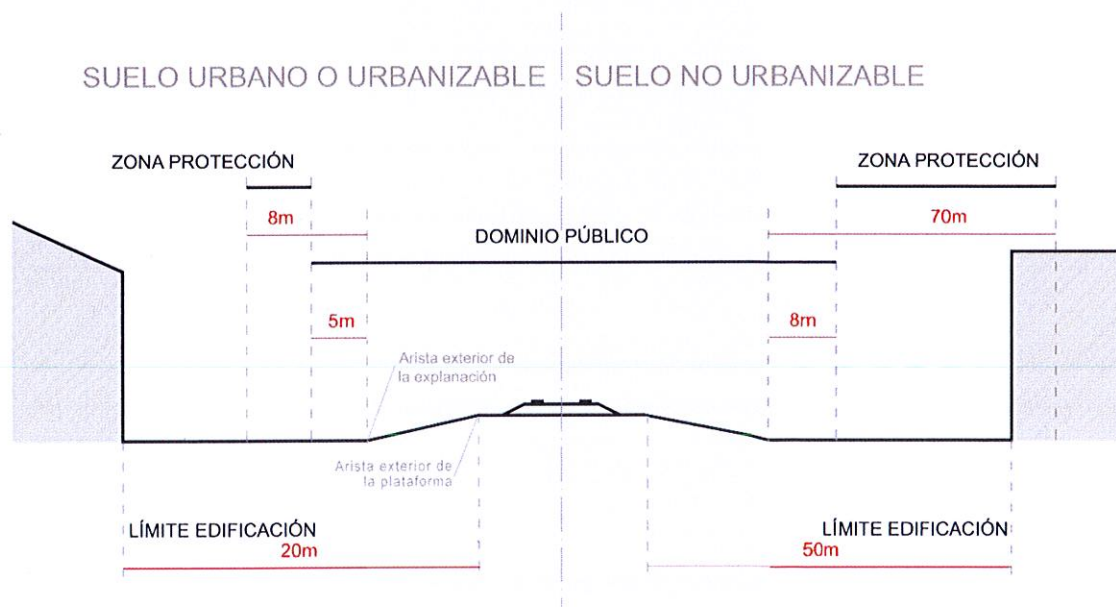 SUELO URBANO O URBANIZABLE
SUELO NO URBANIZABLE
ZONA PROTECCIÓN
ZONA PROTECCIÓN
8m
70m
DOMINIO PÚBLICO
5m
8m
Arista exterior de
la explanación
Arista exterior de
la plataforma
LÍMITE EDIFICACIÓN
20m
LÍMITE EDIFICACIÓN
50m